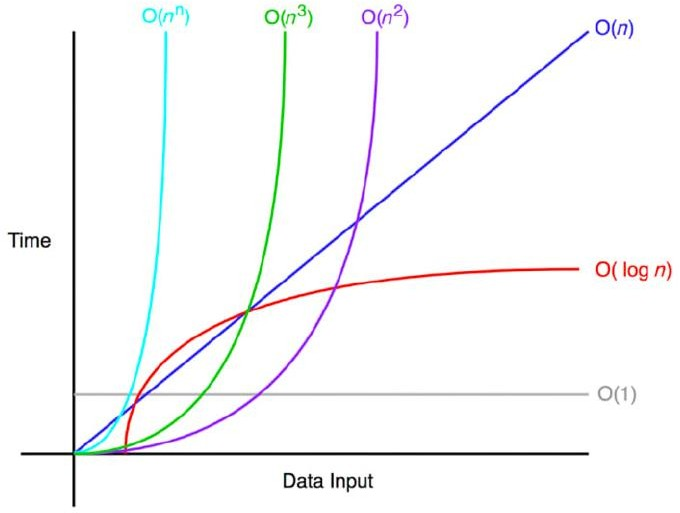 O(nⁿ)
O(n³)
O(n²)
O(n)
Time
O( log n)
O(1)
Data Input